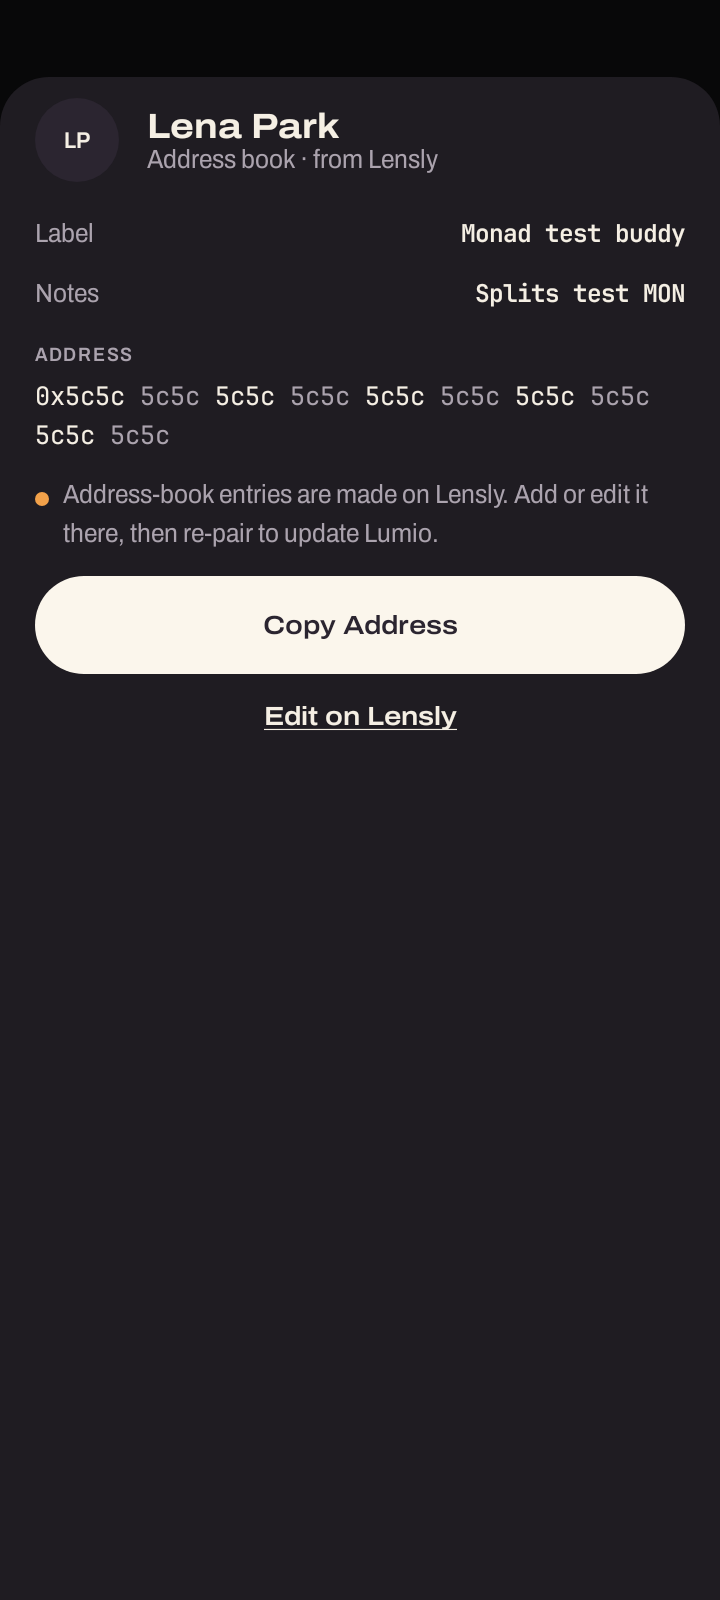 LP
Lena Park
Address book · from Lensly
Label Monad test buddy
Notes Splits test MON
ADDRESS
0x5c5c 5c5c 5c5c 5c5c 5c5c 5c5c 5c5c 5c5c
5c5c 5c5c
Address-book entries are made on Lensly. Add or edit it
there, then re-pair to update Lumio.
Copy Address
Edit on Lensly